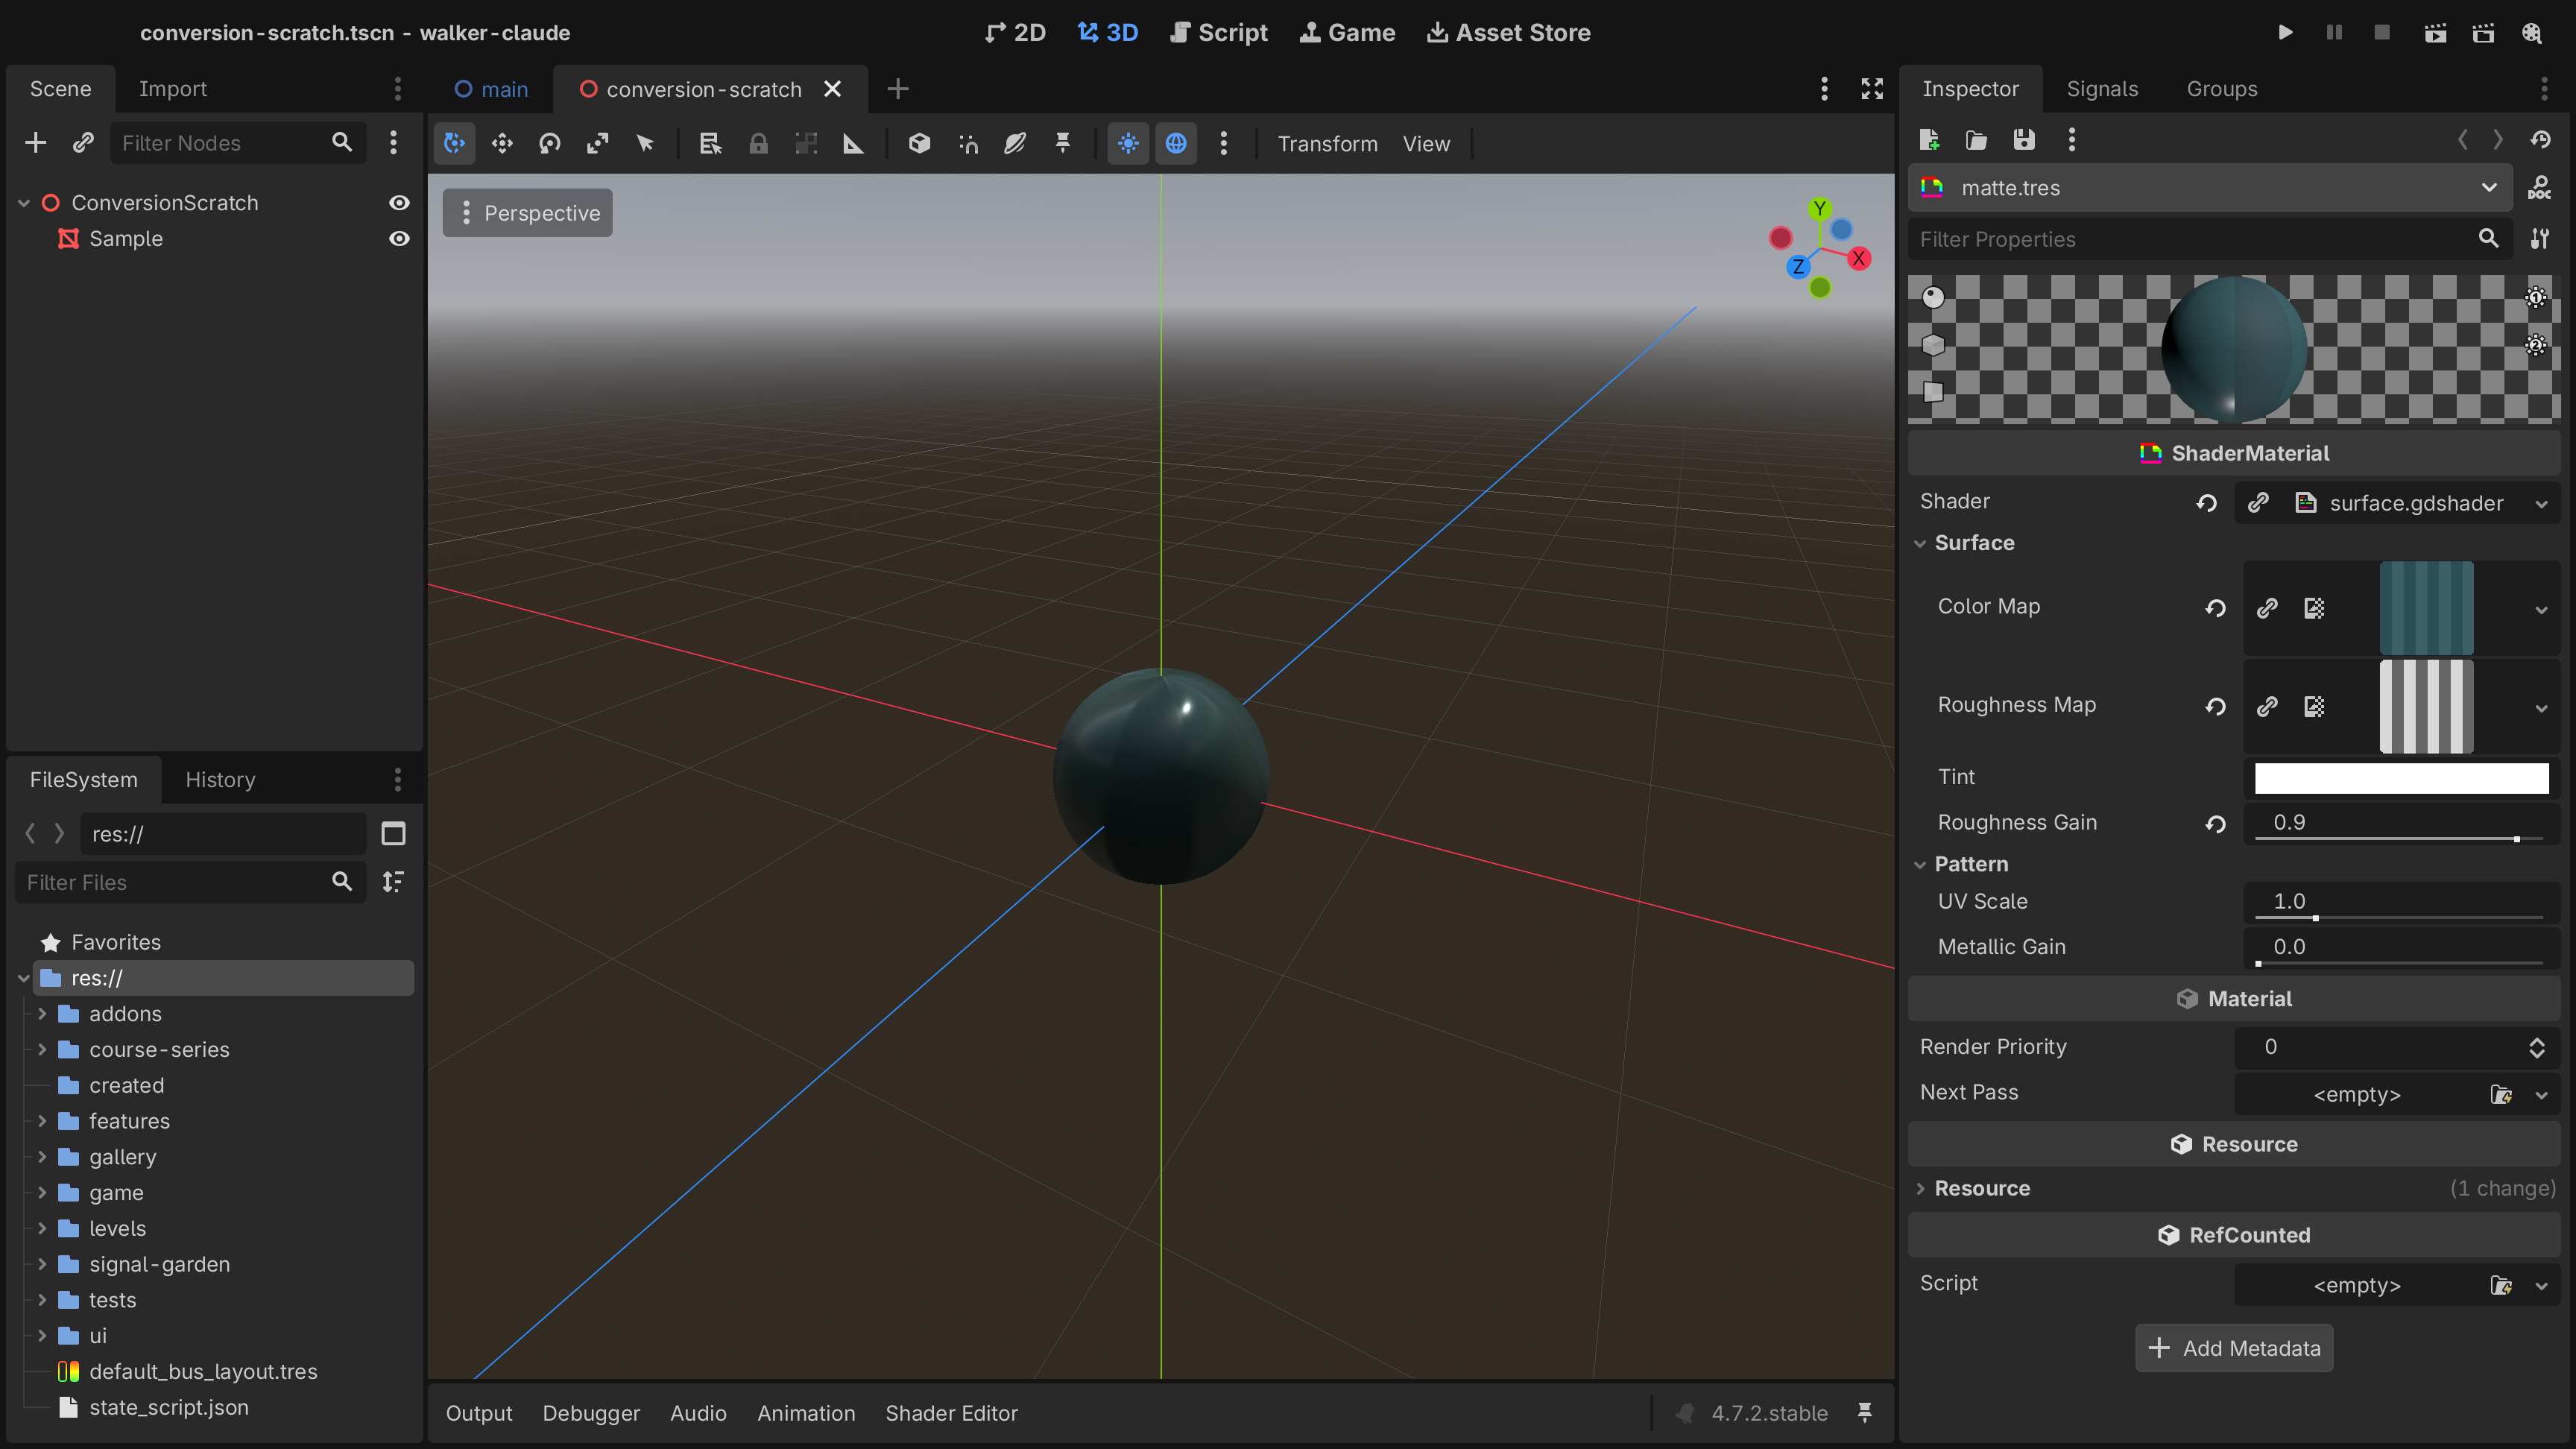 conversion-scratch.tscn - walker-claude
2D 3D Script Game Asset Store
Scene Import
Filter Nodes
ConversionScratch
Sample
FileSystem History
res://
Filter Files
Favorites
res://
addons
course-series
created
features
gallery
game
levels
signal-garden
tests
ui
default_bus_layout.tres
state_script.json
main conversion-scratch
Transform View
Perspective
Y
X
Z
Output Debugger Audio Animation Shader Editor 4.7.2.stable
Inspector Signals Groups
matte.tres
DOC
Filter Properties
1
2
ShaderMaterial
Shader surface.gdshader
Surface
Color Map
Roughness Map
Tint
Roughness Gain 0.9
Pattern
UV Scale 1.0
Metallic Gain 0.0
Material
Render Priority 0
Next Pass <empty>
Resource
Resource (1 change)
RefCounted
Script <empty>
Add Metadata